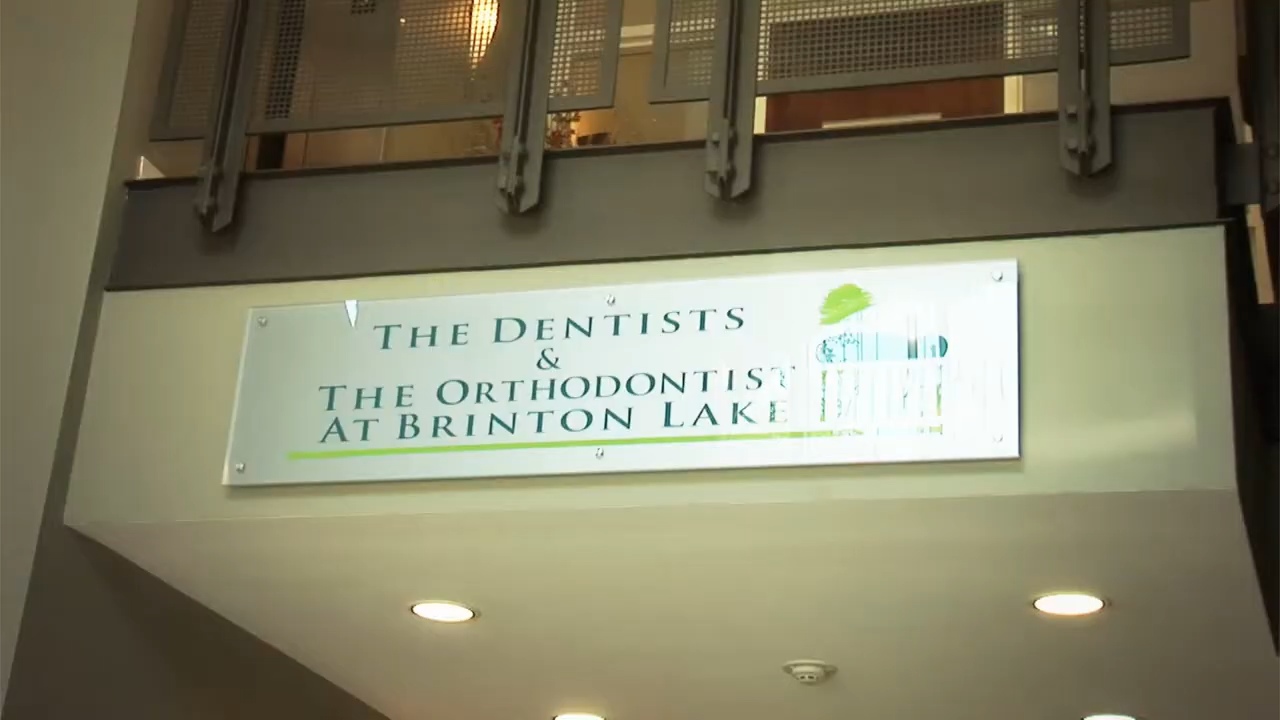 THE DENTISTS
&
THE ORTHODONTIST
AT BRINTON LAKE